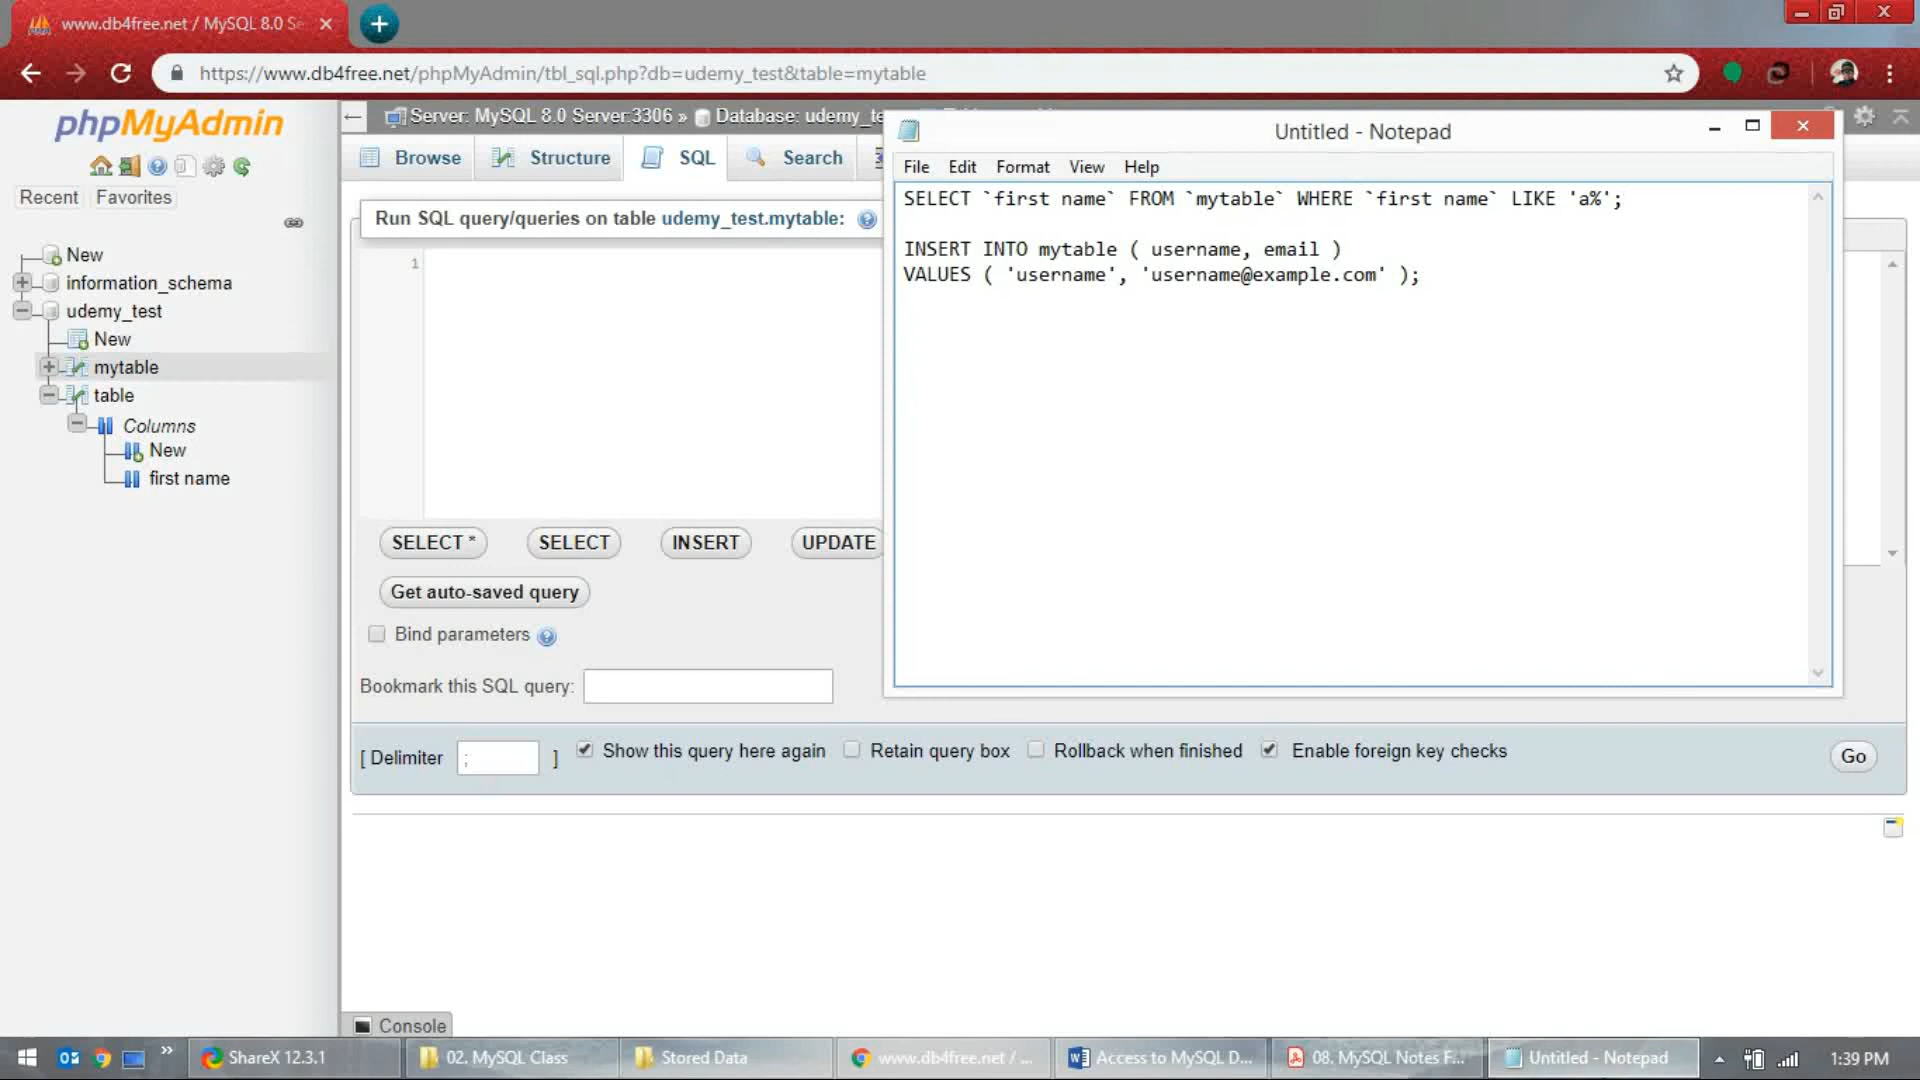 www.db4free.net / MySQL 8.0 Se
https://www.db4free.net/phpMyAdmin/tbl_sql.php?db=udemy_test&table=mytable
phpMyAdmin
Recent
Favorites
New
information_schema
udemy_test
New
mytable
table
Columns
New
first name
Server: MySQL 8.0 Server:3306 » Database: udemy_te
Browse
Structure
SQL
Search
Run SQL query/queries on table udemy_test.mytable:
1
SELECT *
SELECT
INSERT
UPDATE
Get auto-saved query
Bind parameters
Bookmark this SQL query:
[ Delimiter ; ]
Show this query here again
Retain query box
Rollback when finished
Enable foreign key checks
Go
Console
Untitled - Notepad
File Edit Format View Help
SELECT `first name` FROM `mytable` WHERE `first name` LIKE 'a%';
INSERT INTO mytable ( username, email )
VALUES ( 'username', 'username@example.com' );
ShareX 12.3.1
02. MySQL Class
Stored Data
www.db4free.net / ...
Access to MySQL D...
08. MySQL Notes F...
Untitled - Notepad
1:39 PM